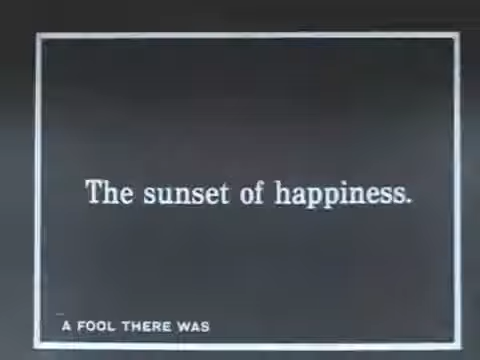 The sunset of happiness.
A FOOL THERE WAS